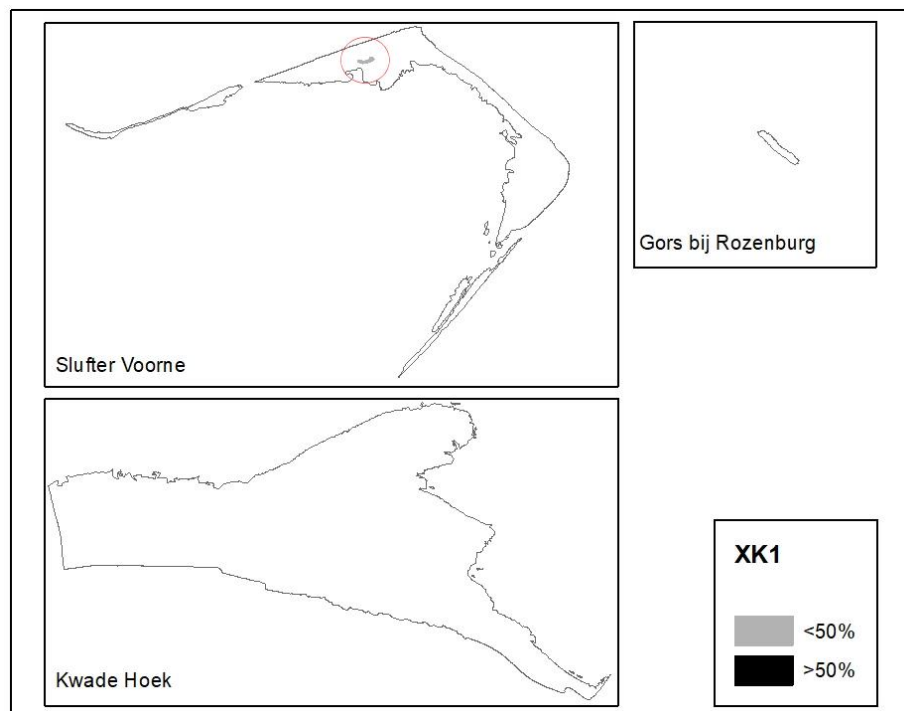 Slufter Voorne
Gors bij Rozenburg
Kwade Hoek
XK1
<50%
>50%